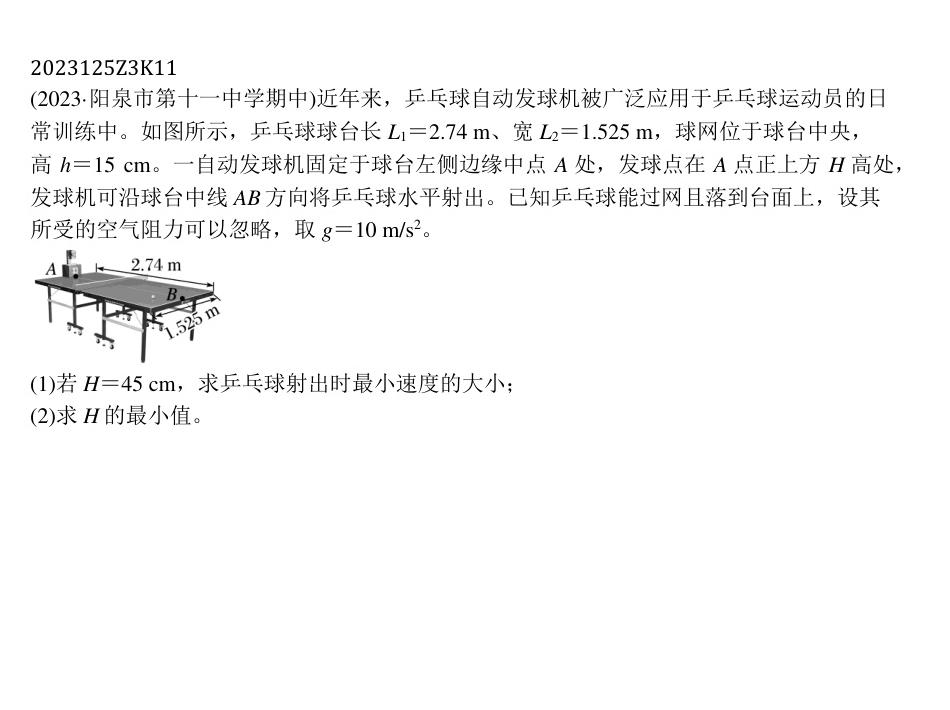 2023125Z3K11
(2023·阳泉市第十一中学期中)近年来，乒乓球自动发球机被广泛应用于乒乓球运动员的日
常训练中。如图所示，乒乓球球台长 L₁＝2.74 m、宽 L₂＝1.525 m，球网位于球台中央，
高 h＝15 cm。一自动发球机固定于球台左侧边缘中点 A 处，发球点在 A 点正上方 H 高处，
发球机可沿球台中线 AB 方向将乒乓球水平射出。已知乒乓球能过网且落到台面上，设其
所受的空气阻力可以忽略，取 g＝10 m/s²。
A
2.74 m
B
1.525 m
(1)若 H＝45 cm，求乒乓球射出时最小速度的大小；
(2)求 H 的最小值。